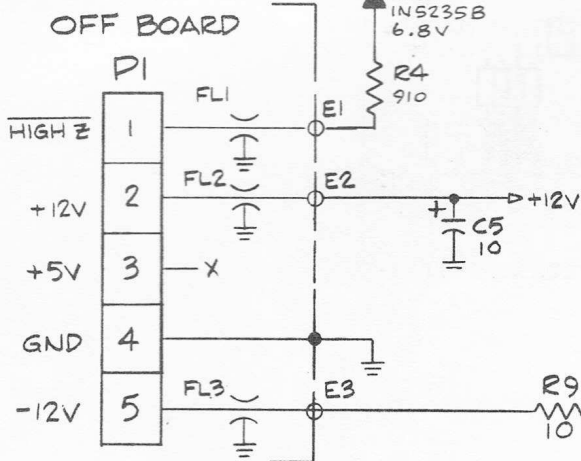 OFF BOARD
P1
1N5235B
6.8V
R4
910
HIGH Z
1
FL1
E1
+12V
2
FL2
E2
+
C5
10
+12V
+5V
3
X
GND
4
-12V
5
FL3
E3
R9
10